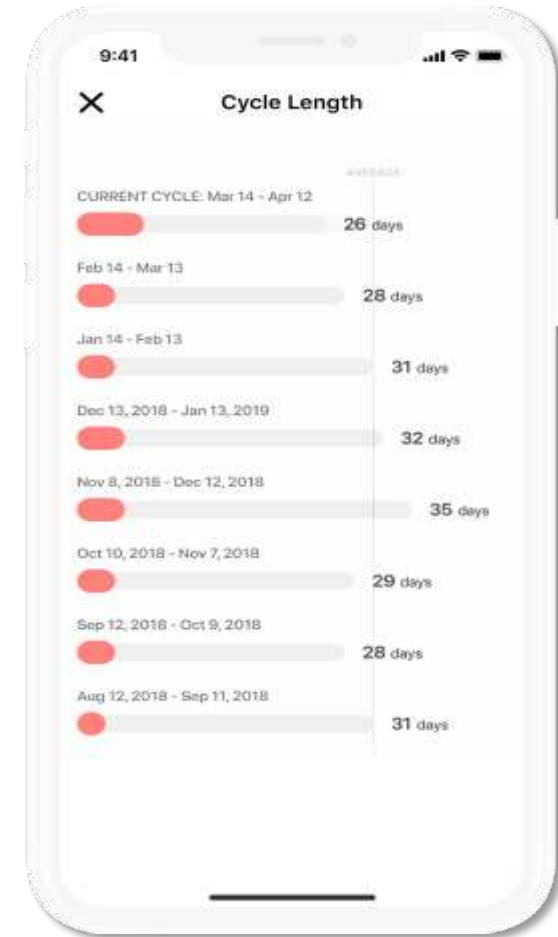 9:41
Cycle Length
AVERAGE
CURRENT CYCLE: Mar 14 - Apr 12
26 days
Feb 14 - Mar 13
28 days
Jan 14 - Feb 13
31 days
Dec 13, 2018 - Jan 13, 2019
32 days
Nov 8, 2018 - Dec 12, 2018
35 days
Oct 10, 2018 - Nov 7, 2018
29 days
Sep 12, 2018 - Oct 9, 2018
28 days
Aug 12, 2018 - Sep 11, 2018
31 days